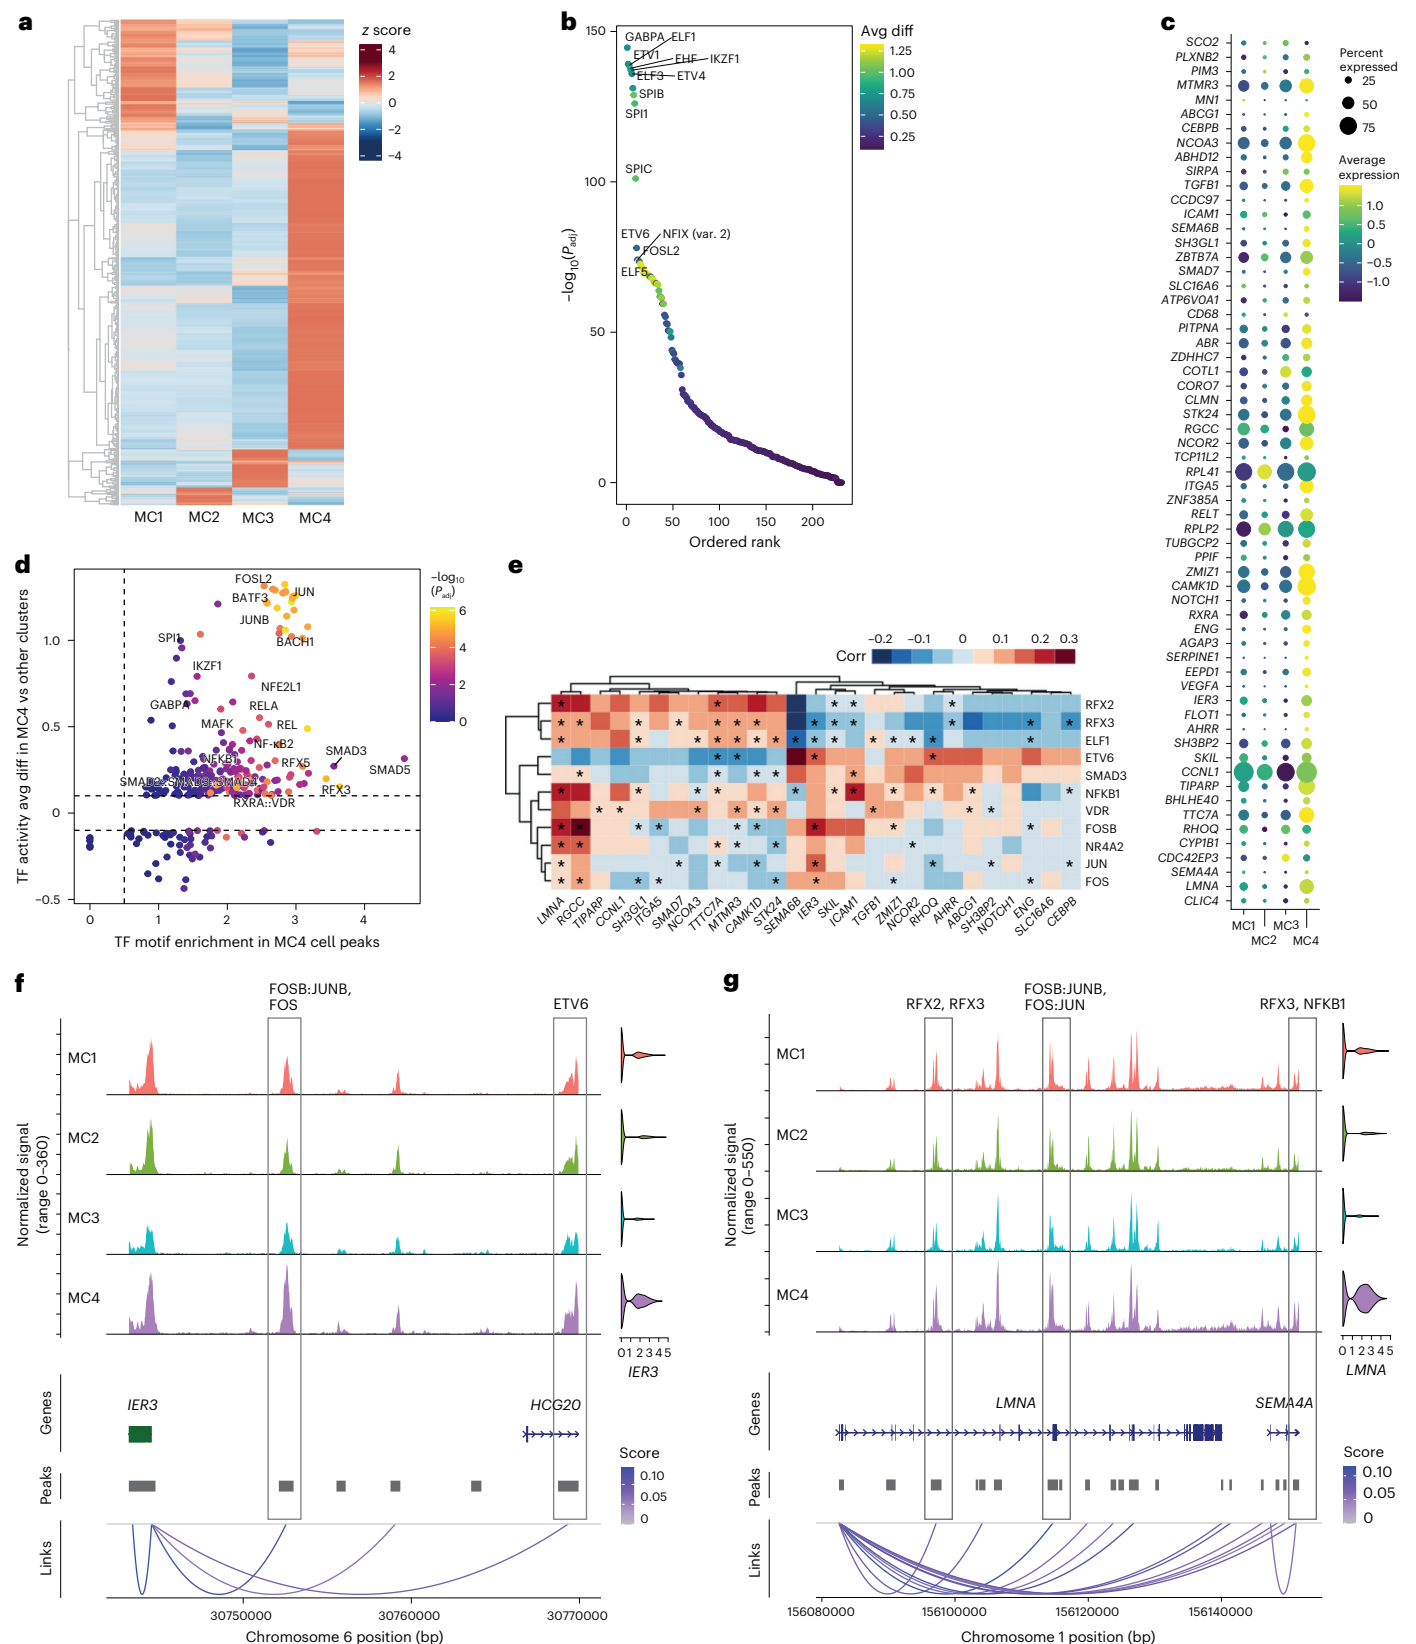 a
z score
4
2
0
−2
−4
MC1
MC2
MC3
MC4
b
−log10(Padj)
150
100
50
0
GABPA
ELF1
ETV1
EHF
IKZF1
ELF3
ETV4
SPIB
SPI1
SPIC
ETV6
NFIX (var. 2)
FOSL2
ELF5
0
50
100
150
200
Ordered rank
Avg diff
1.25
1.00
0.75
0.50
0.25
c
SCO2
PLXNB2
PIM3
MTMR3
MN1
ABCG1
CEBPB
NCOA3
ABHD12
SIRPA
TGFB1
CCDC97
ICAM1
SEMA6B
SH3GL1
ZBTB7A
SMAD7
SLC16A6
ATP6V0A1
CD68
PITPNA
ABR
ZDHHC7
COTL1
CORO7
CLMN
STK24
RGCC
NCOR2
TCP11L2
RPL41
ITGA5
ZNF385A
RELT
RPLP2
TUBGCP2
PPIF
ZMIZ1
CAMK1D
NOTCH1
RXRA
ENG
AGAP3
SERPINE1
EEPD1
VEGFA
IER3
FLOT1
AHRR
SH3BP2
SKIL
CCNL1
TIPARP
BHLHE40
TTC7A
RHOQ
CYP1B1
CDC42EP3
SEMA4A
LMNA
CLIC4
MC1
MC2
MC3
MC4
Percent
expressed
25
50
75
Average
expression
1.0
0.5
0
−0.5
−1.0
d
TF activity avg diff in MC4 vs other clusters
1.0
0.5
0
−0.5
FOSL2
JUN
BATF3
JUNB
BACH1
SPI1
IKZF1
NFE2L1
GABPA
RELA
MAFK
REL
NF-κB2
SMAD3
NFKB1
RFX5
SMAD5
SMAD2::SMAD3::SMAD4
RFX3
RXRA::VDR
0
1
2
3
4
TF motif enrichment in MC4 cell peaks
−log10
(Padj)
6
4
2
0
e
Corr
−0.2
−0.1
0
0.1
0.2
0.3
RFX2
RFX3
ELF1
ETV6
SMAD3
NFKB1
VDR
FOSB
NR4A2
JUN
FOS
LMNA
RGCC
TIPARP
CCNL1
SH3GL1
ITGA5
SMAD7
NCOA3
TTTC7A
MTMR3
CAMK1D
STK24
SEMA6B
IER3
SKIL
ICAM1
TGFB1
ZMIZ1
NCOR2
RHOQ
AHRR
ABCG1
SH3BP2
NOTCH1
ENG
SLC16A6
CEBPB
f
FOSB:JUNB,
FOS
ETV6
Normalized signal
(range 0–360)
MC1
MC2
MC3
MC4
0 1 2 3 4 5
IER3
Genes
IER3
HCG20
Peaks
Links
Score
0.10
0.05
0
30750000
30760000
30770000
Chromosome 6 position (bp)
g
RFX2, RFX3
FOSB:JUNB,
FOS:JUN
RFX3, NFKB1
Normalized signal
(range 0–550)
MC1
MC2
MC3
MC4
0 1 2 3 4 5
LMNA
Genes
LMNA
SEMA4A
Peaks
Links
Score
0.10
0.05
0
156080000
156100000
156120000
156140000
Chromosome 1 position (bp)